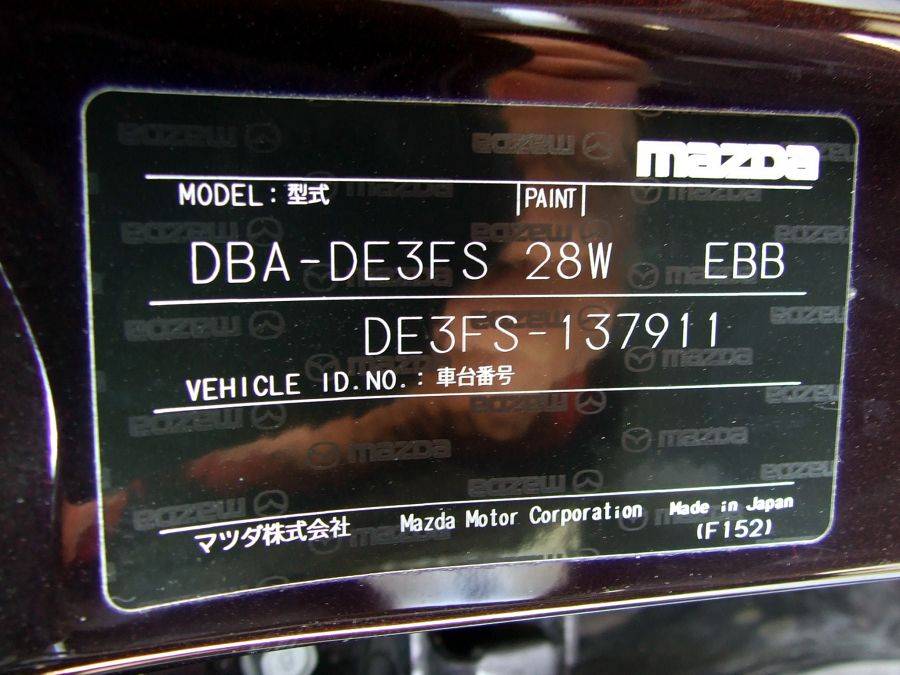 mazda
MODEL：型式 |PAINT|
DBA-DE3FS 28W EBB
DE3FS-137911
VEHICLE ID.NO.：車台番号
マツダ株式会社 Mazda Motor Corporation Made in Japan
(F152)